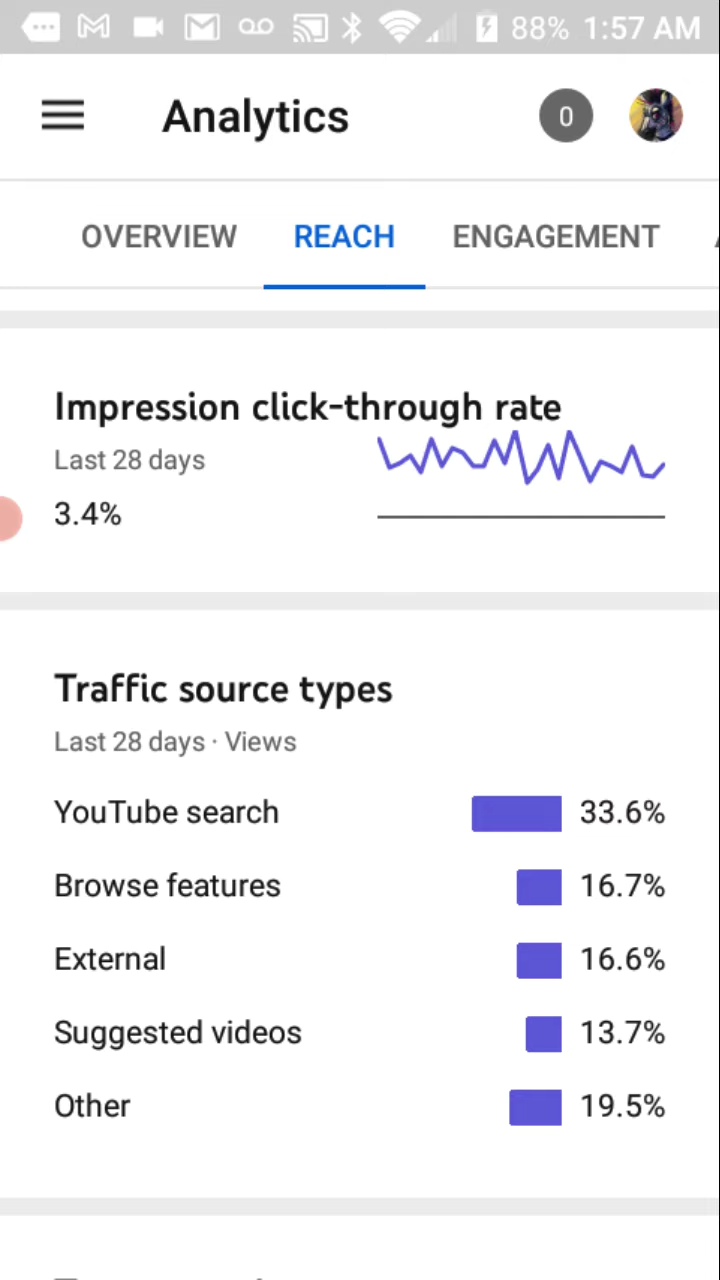 88% 1:57 AM
Analytics 0
OVERVIEW REACH ENGAGEMENT
Impression click-through rate
Last 28 days
3.4%
Traffic source types
Last 28 days · Views
YouTube search 33.6%
Browse features 16.7%
External 16.6%
Suggested videos 13.7%
Other 19.5%